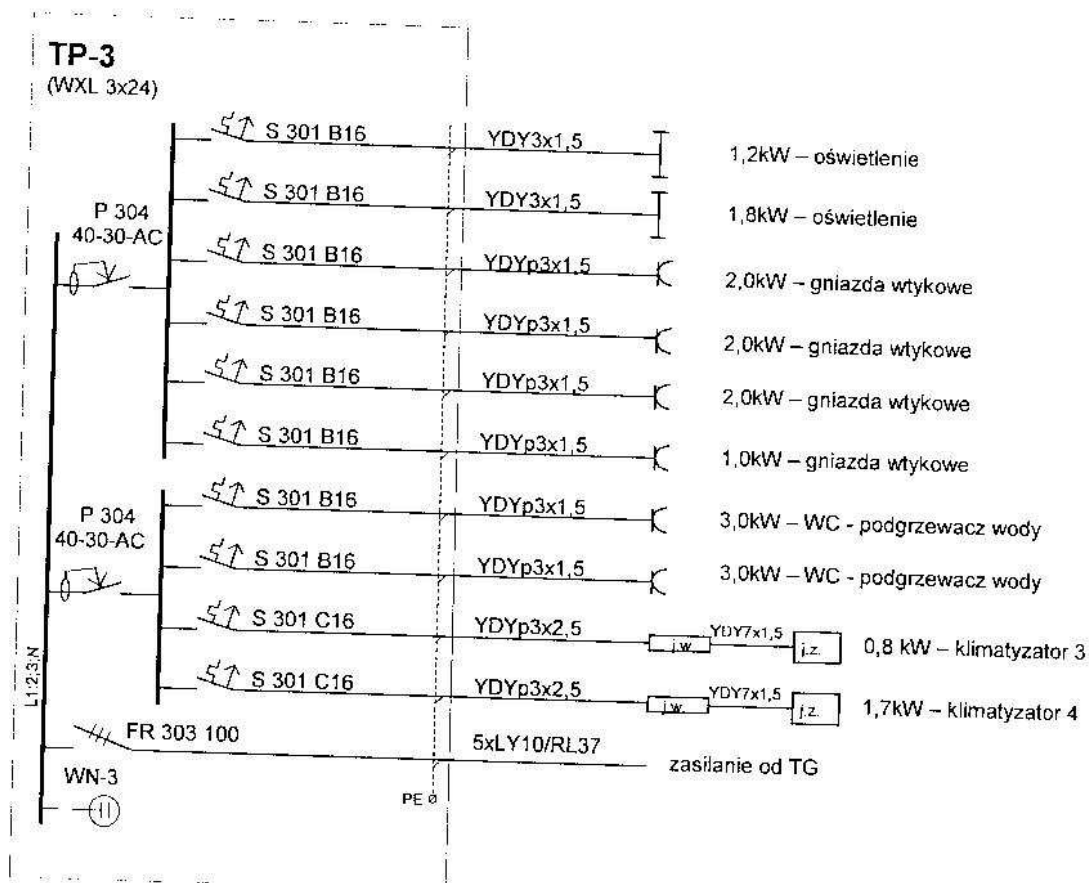 TP-3
(WXL 3x24)
S 301 B16 YDY3x1,5 1,2kW – oświetlenie
S 301 B16 YDY3x1,5 1,8kW – oświetlenie
P 304
40-30-AC
S 301 B16 YDYp3x1,5 2,0kW – gniazda wtykowe
S 301 B16 YDYp3x1,5 2,0kW – gniazda wtykowe
S 301 B16 YDYp3x1,5 2,0kW – gniazda wtykowe
S 301 B16 YDYp3x1,5 1,0kW – gniazda wtykowe
P 304
40-30-AC
S 301 B16 YDYp3x1,5 3,0kW – WC - podgrzewacz wody
S 301 B16 YDYp3x1,5 3,0kW – WC - podgrzewacz wody
S 301 C16 YDYp3x2,5 j.w. YDY7x1,5 j.z. 0,8 kW – klimatyzator 3
S 301 C16 YDYp3x2,5 j.w. YDY7x1,5 j.z. 1,7kW – klimatyzator 4
L1;2;3;N
FR 303 100 5xLY10/RL37 zasilanie od TG
WN-3
PE